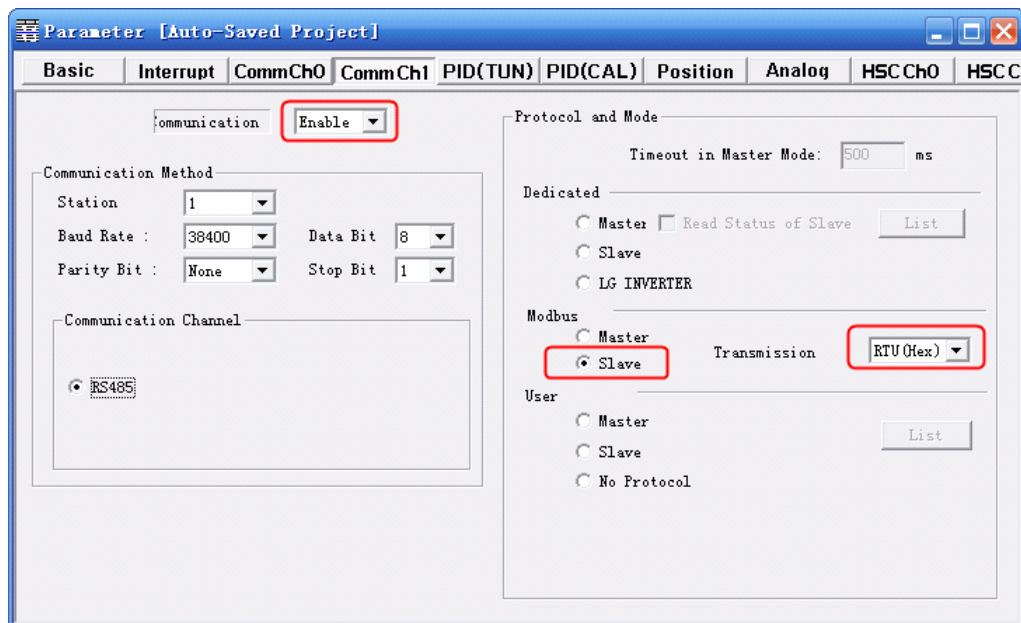 Parameter [Auto-Saved Project]
Basic Interrupt CommCh0 CommCh1 PID(TUN) PID(CAL) Position Analog HSCCh0 HSCC
ommunication Enable
Communication Method
Station 1
Baud Rate : 38400 Data Bit 8
Parity Bit : None Stop Bit 1
Communication Channel
RS485
Protocol and Mode
Timeout in Master Mode: 500 ms
Dedicated
Master Read Status of Slave List
Slave
LG INVERTER
Modbus
Master
Slave
Transmission RTU(Hex)
User
Master
Slave
No Protocol
List